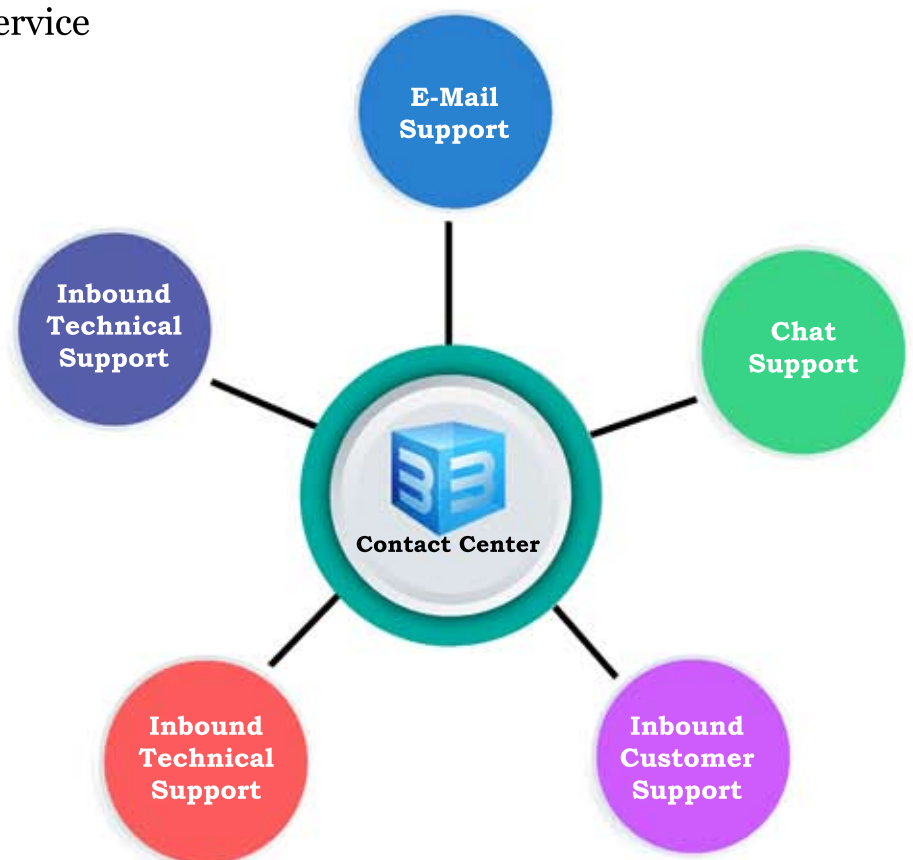 ervice
E-Mail
Support
Inbound
Technical
Support
Chat
Support
Contact Center
Inbound
Technical
Support
Inbound
Customer
Support